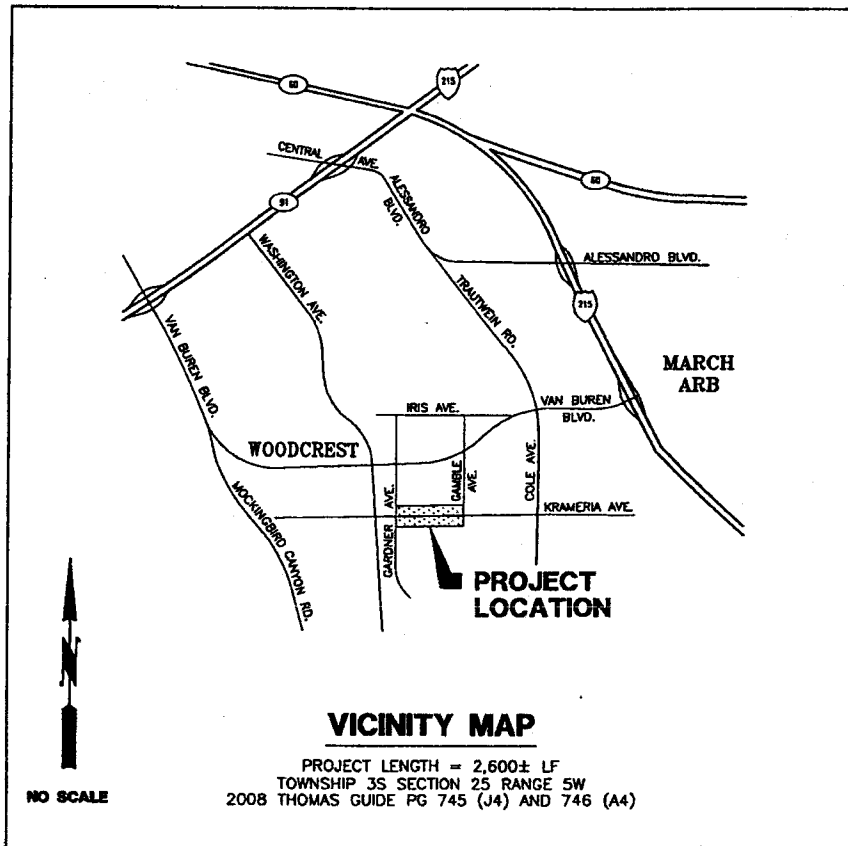 60
215
CENTRAL AVE.
60
91
ALESSANDRO
BLVD.
WASHINGTON AVE.
ALESSANDRO BLVD.
TRAUTWEIN RD.
215
VAN BUREN BLVD.
MARCH
ARB
IRIS AVE.
VAN BUREN
BLVD.
WOODCREST
GAMBLE
AVE.
COLE AVE.
MOCKINGBIRD CANYON RD.
GARDNER AVE.
KRAMERIA AVE.
PROJECT
LOCATION
N
NO SCALE
VICINITY MAP
PROJECT LENGTH = 2,600± LF
TOWNSHIP 3S SECTION 25 RANGE 5W
2008 THOMAS GUIDE PG 745 (J4) AND 746 (A4)